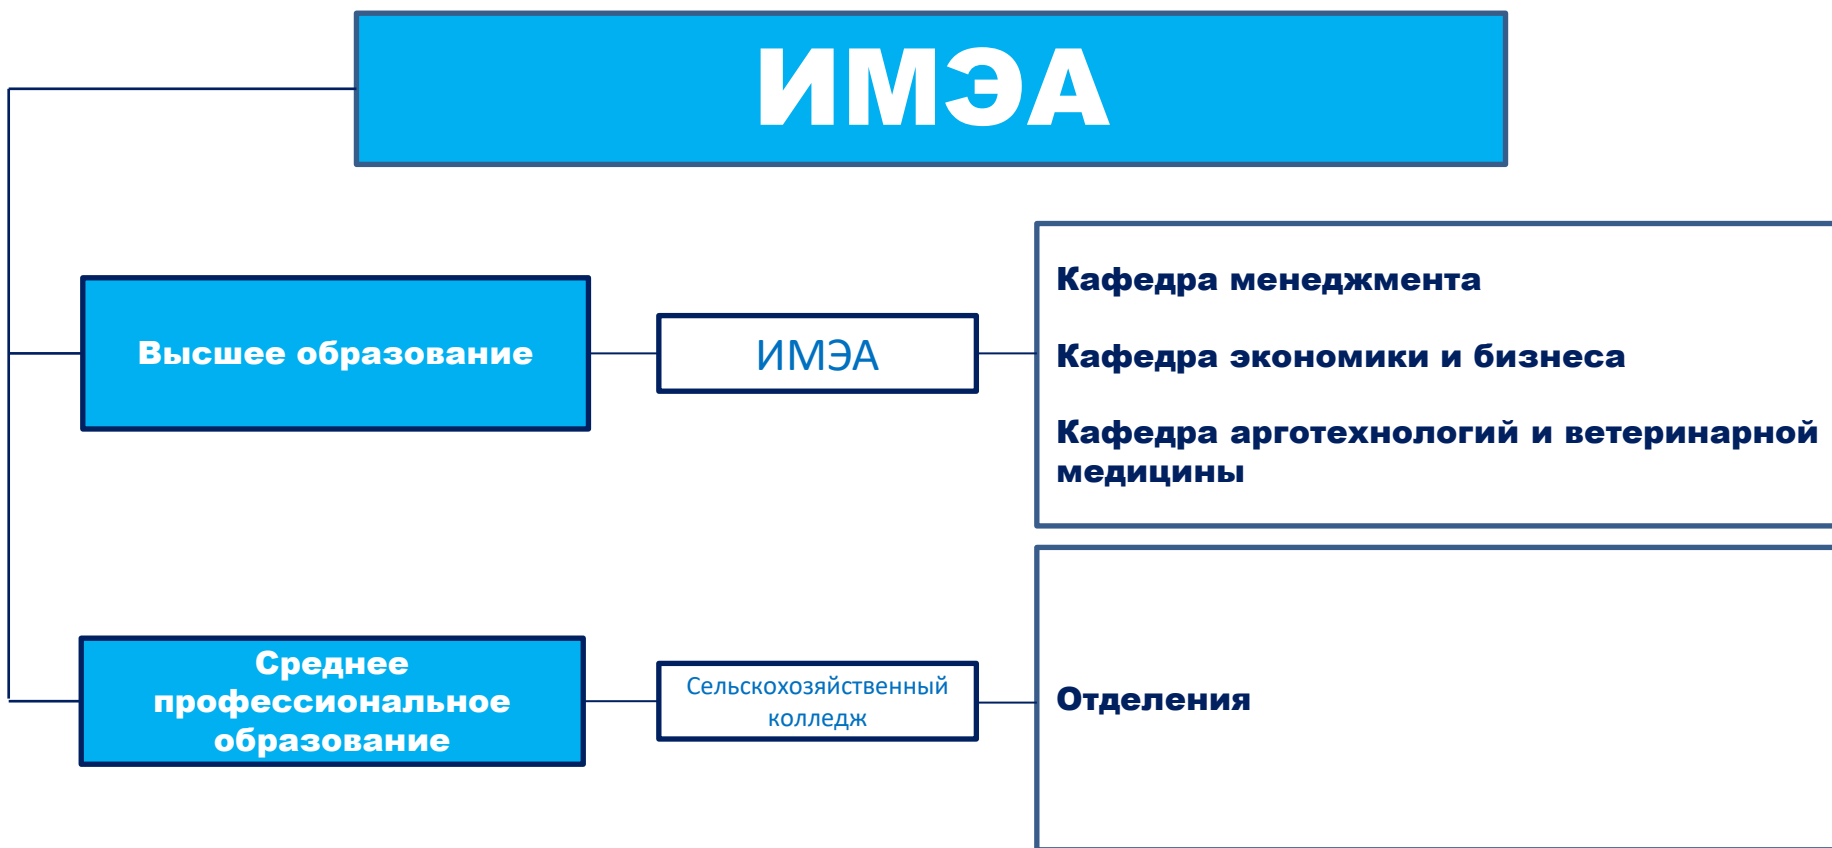 ИМЭА
Высшее образование
ИМЭА
Кафедра менеджмента
Кафедра экономики и бизнеса
Кафедра арготехнологий и ветеринарной
медицины
Среднее
профессиональное
образование
Сельскохозяйственный
колледж
Отделения